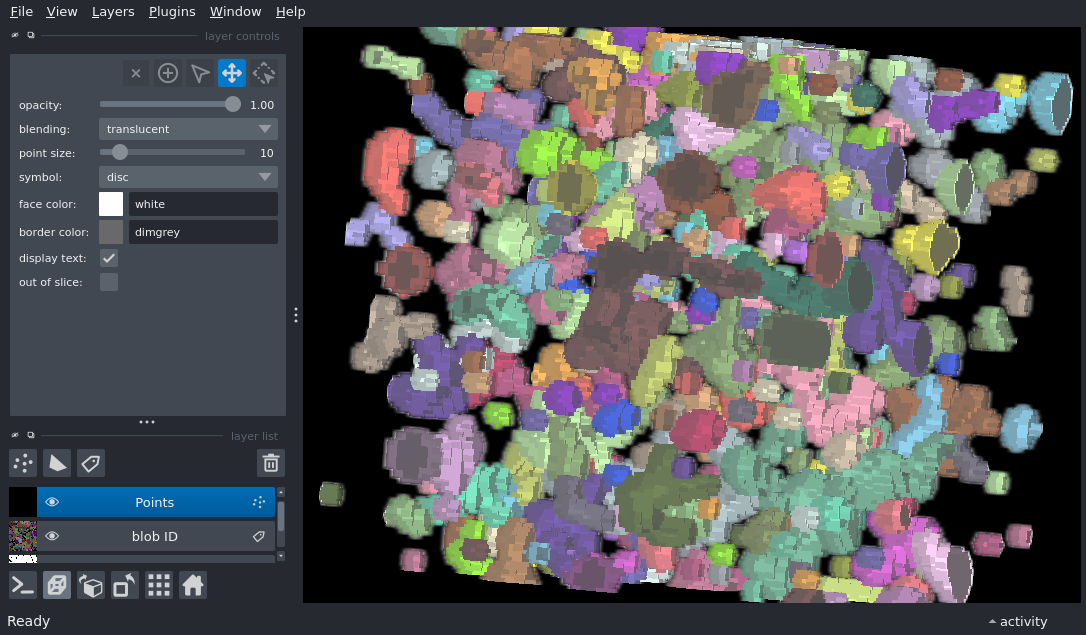 File View Layers Plugins Window Help
layer controls
opacity: 1.00
blending: translucent
point size: 10
symbol: disc
face color: white
border color: dimgrey
display text:
out of slice:
layer list
Points
blob ID
Ready
activity